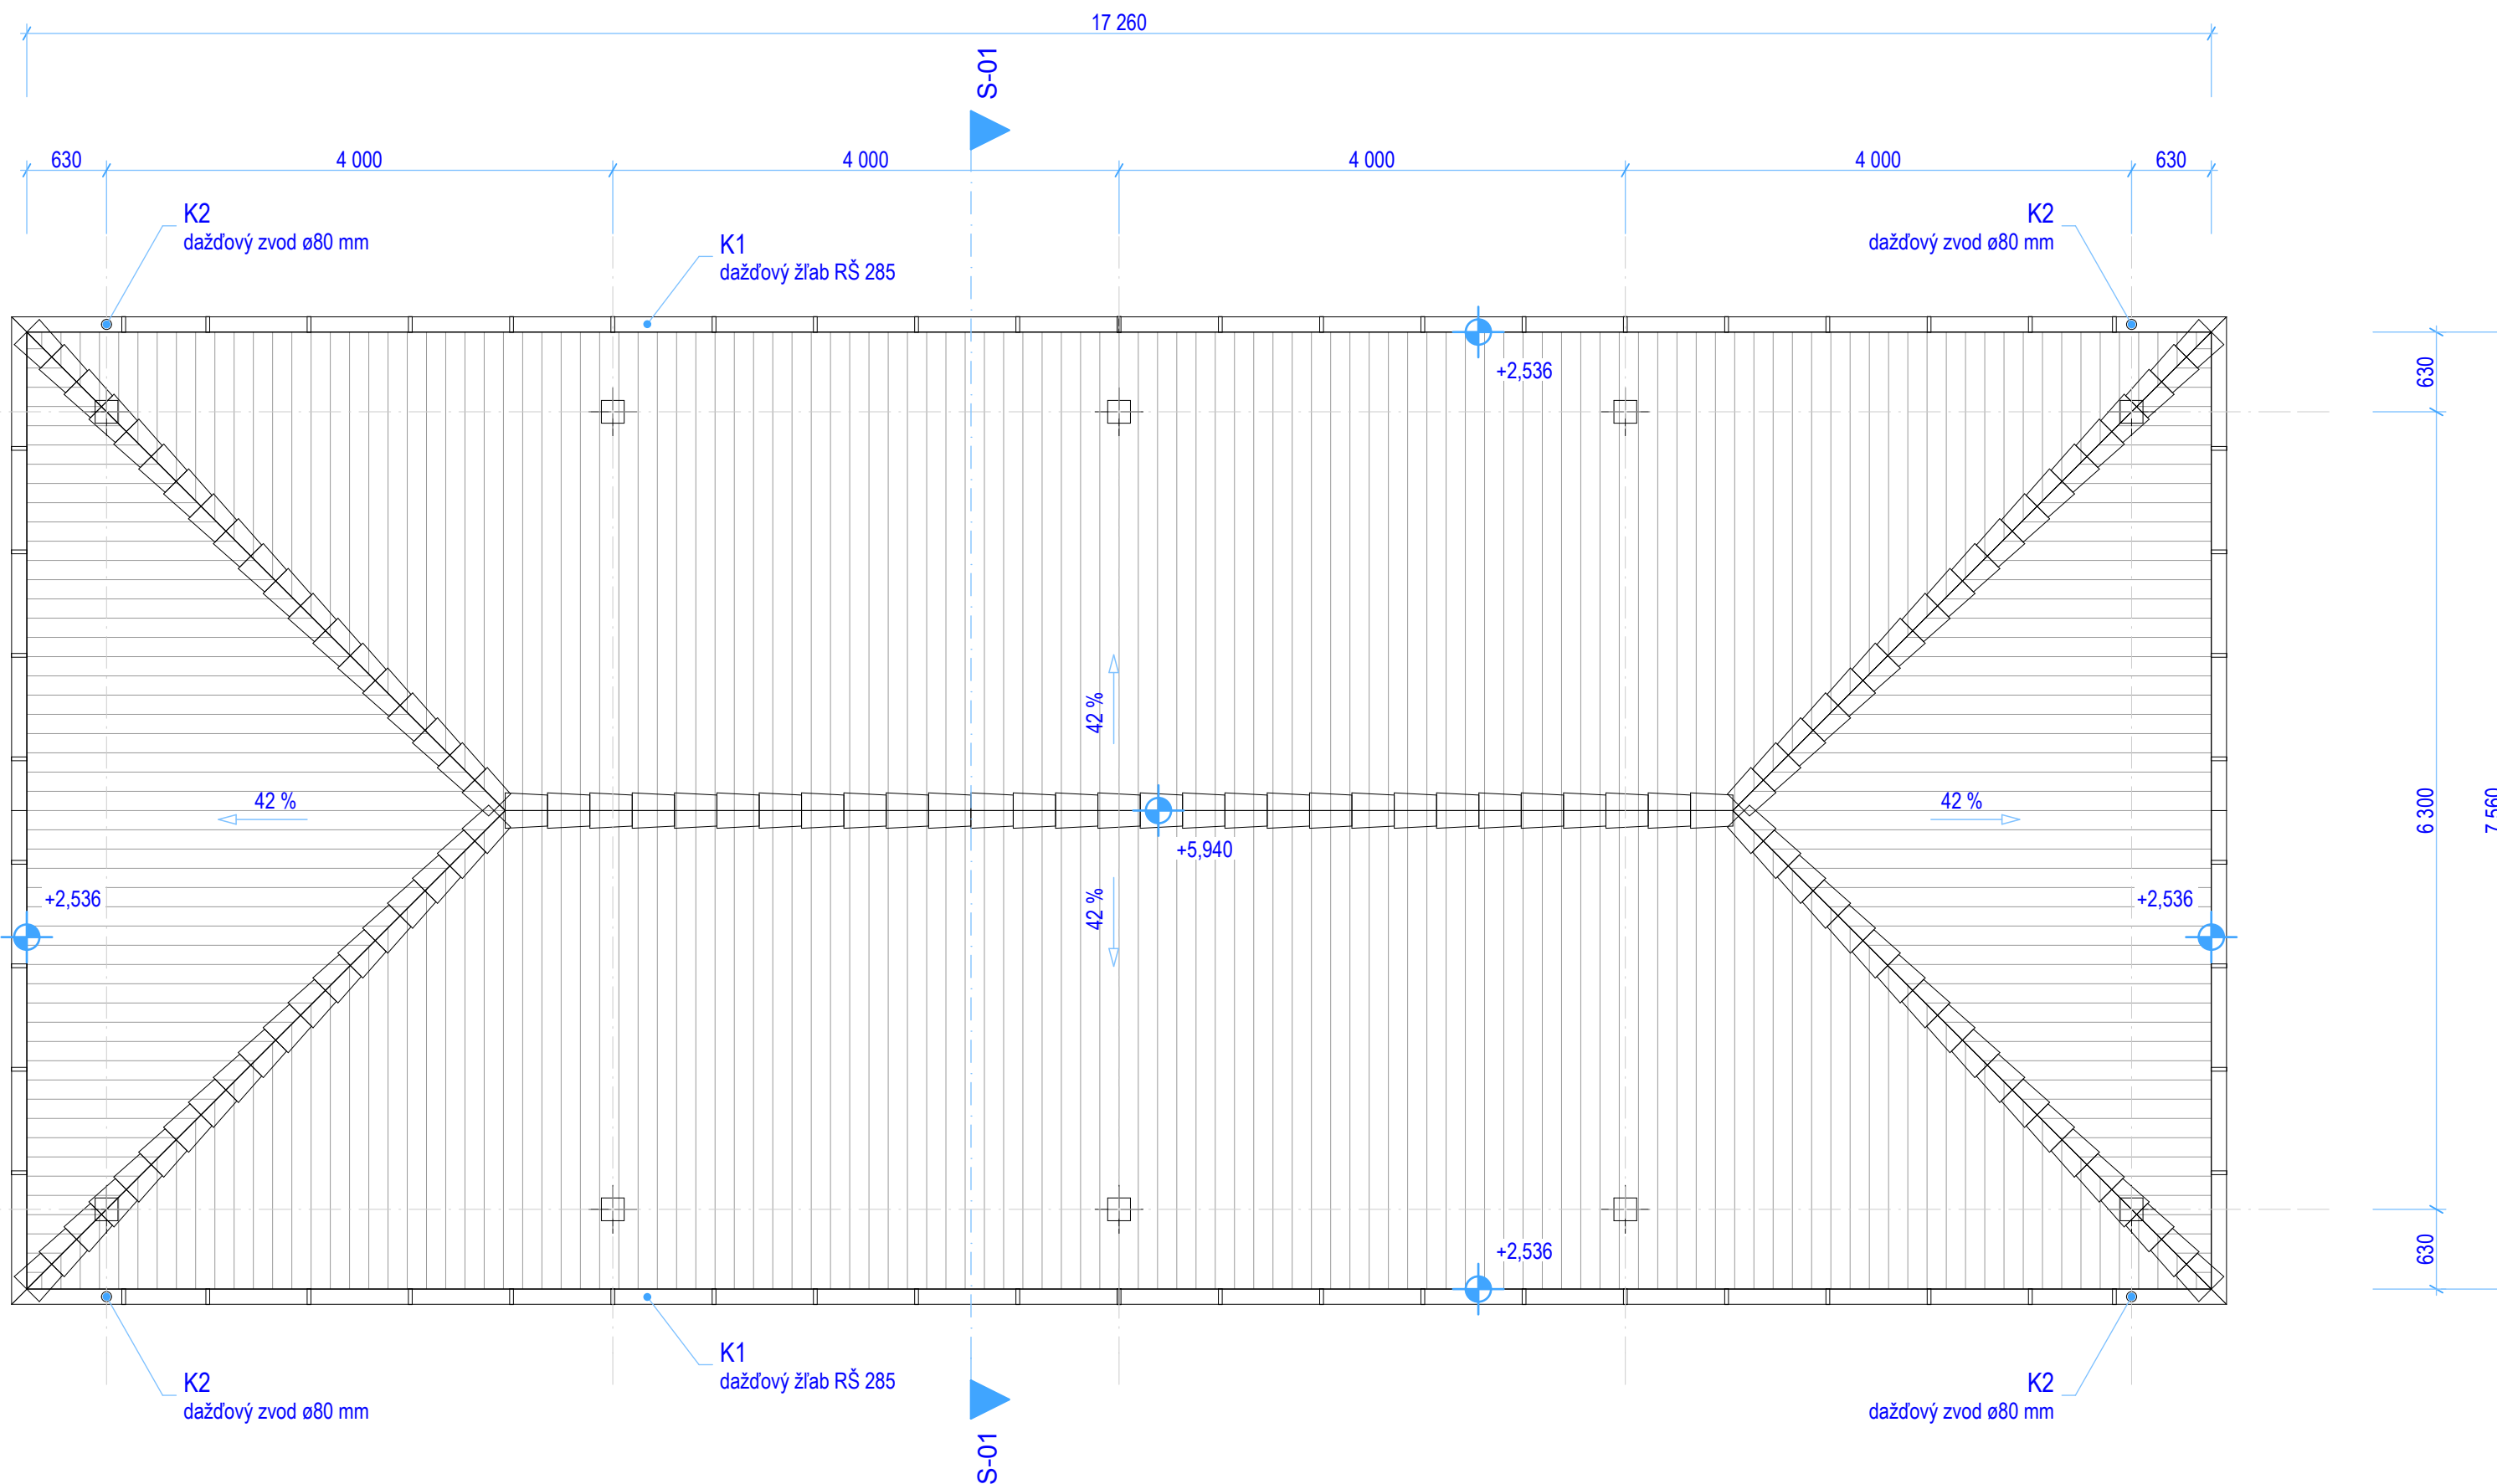 17 260
S-01
630
4 000
4 000
4 000
4 000
630
K2
dažďový zvod ø80 mm
K1
dažďový žľab RŠ 285
K2
dažďový zvod ø80 mm
+2,536
630
42 %
42 %
42 %
+5,940
6 300
7 560
42 %
+2,536
+2,536
+2,536
630
K1
dažďový žľab RŠ 285
K2
dažďový zvod ø80 mm
K2
dažďový zvod ø80 mm
S-01